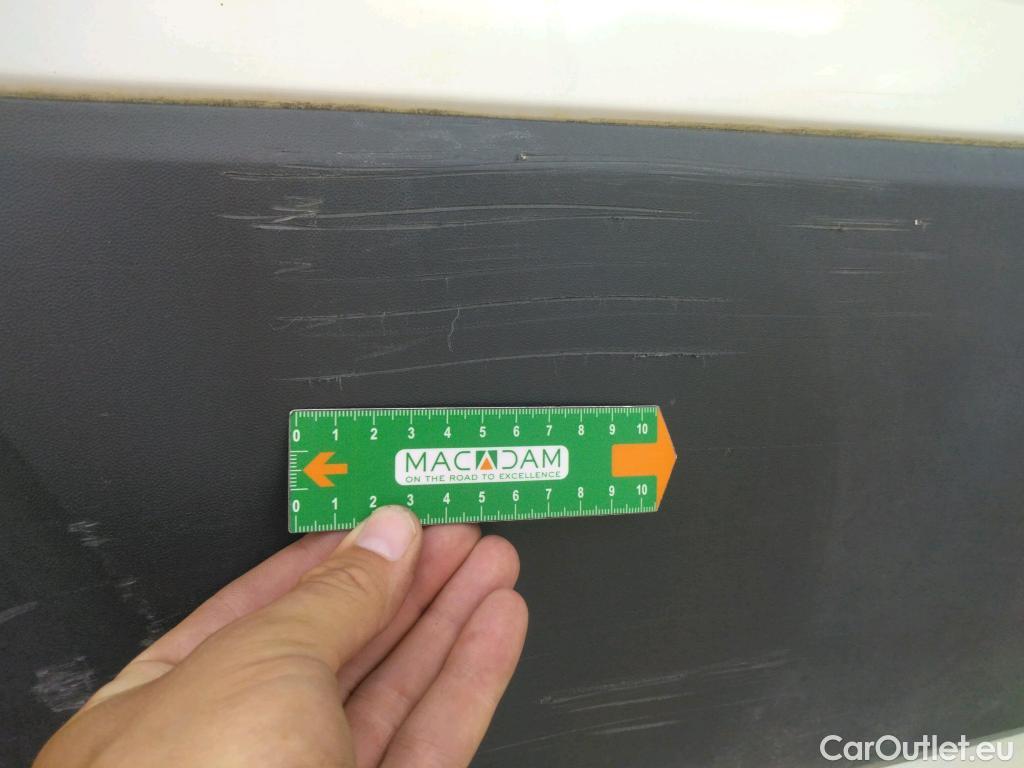 0 1 2 3 4 5 6 7 8 9 10
MACADAM
ON THE ROAD TO EXCELLENCE
0 1 2 3 4 5 6 7 8 9 10
CarOutlet.eu